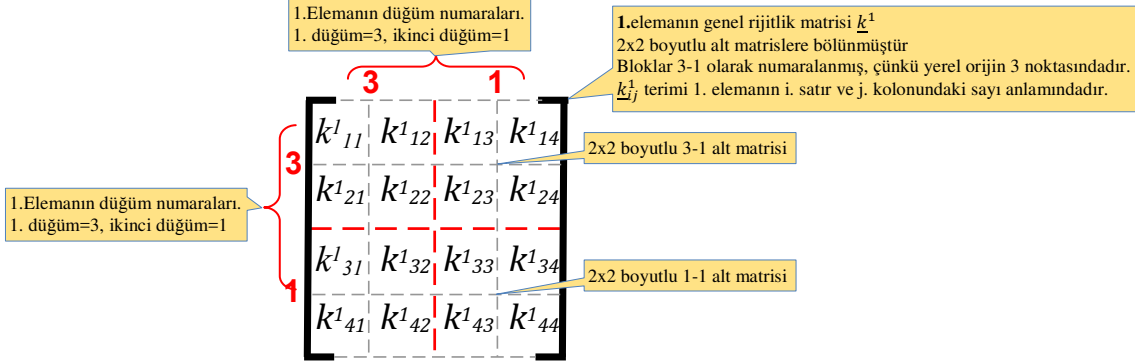 1.Elemanın düğüm numaraları.
1. düğüm=3, ikinci düğüm=1
1.elemanın genel rijitlik matrisi k¹
2x2 boyutlu alt matrislere bölünmüştür
Bloklar 3-1 olarak numaralanmış, çünkü yerel orijin 3 noktasındadır.
k¹ij terimi 1. elemanın i. satır ve j. kolonundaki sayı anlamındadır.
3 1
k¹11 k¹12 k¹13 k¹14
3
2x2 boyutlu 3-1 alt matrisi
k¹21 k¹22 k¹23 k¹24
1.Elemanın düğüm numaraları.
1. düğüm=3, ikinci düğüm=1
k¹31 k¹32 k¹33 k¹34
2x2 boyutlu 1-1 alt matrisi
1
k¹41 k¹42 k¹43 k¹44